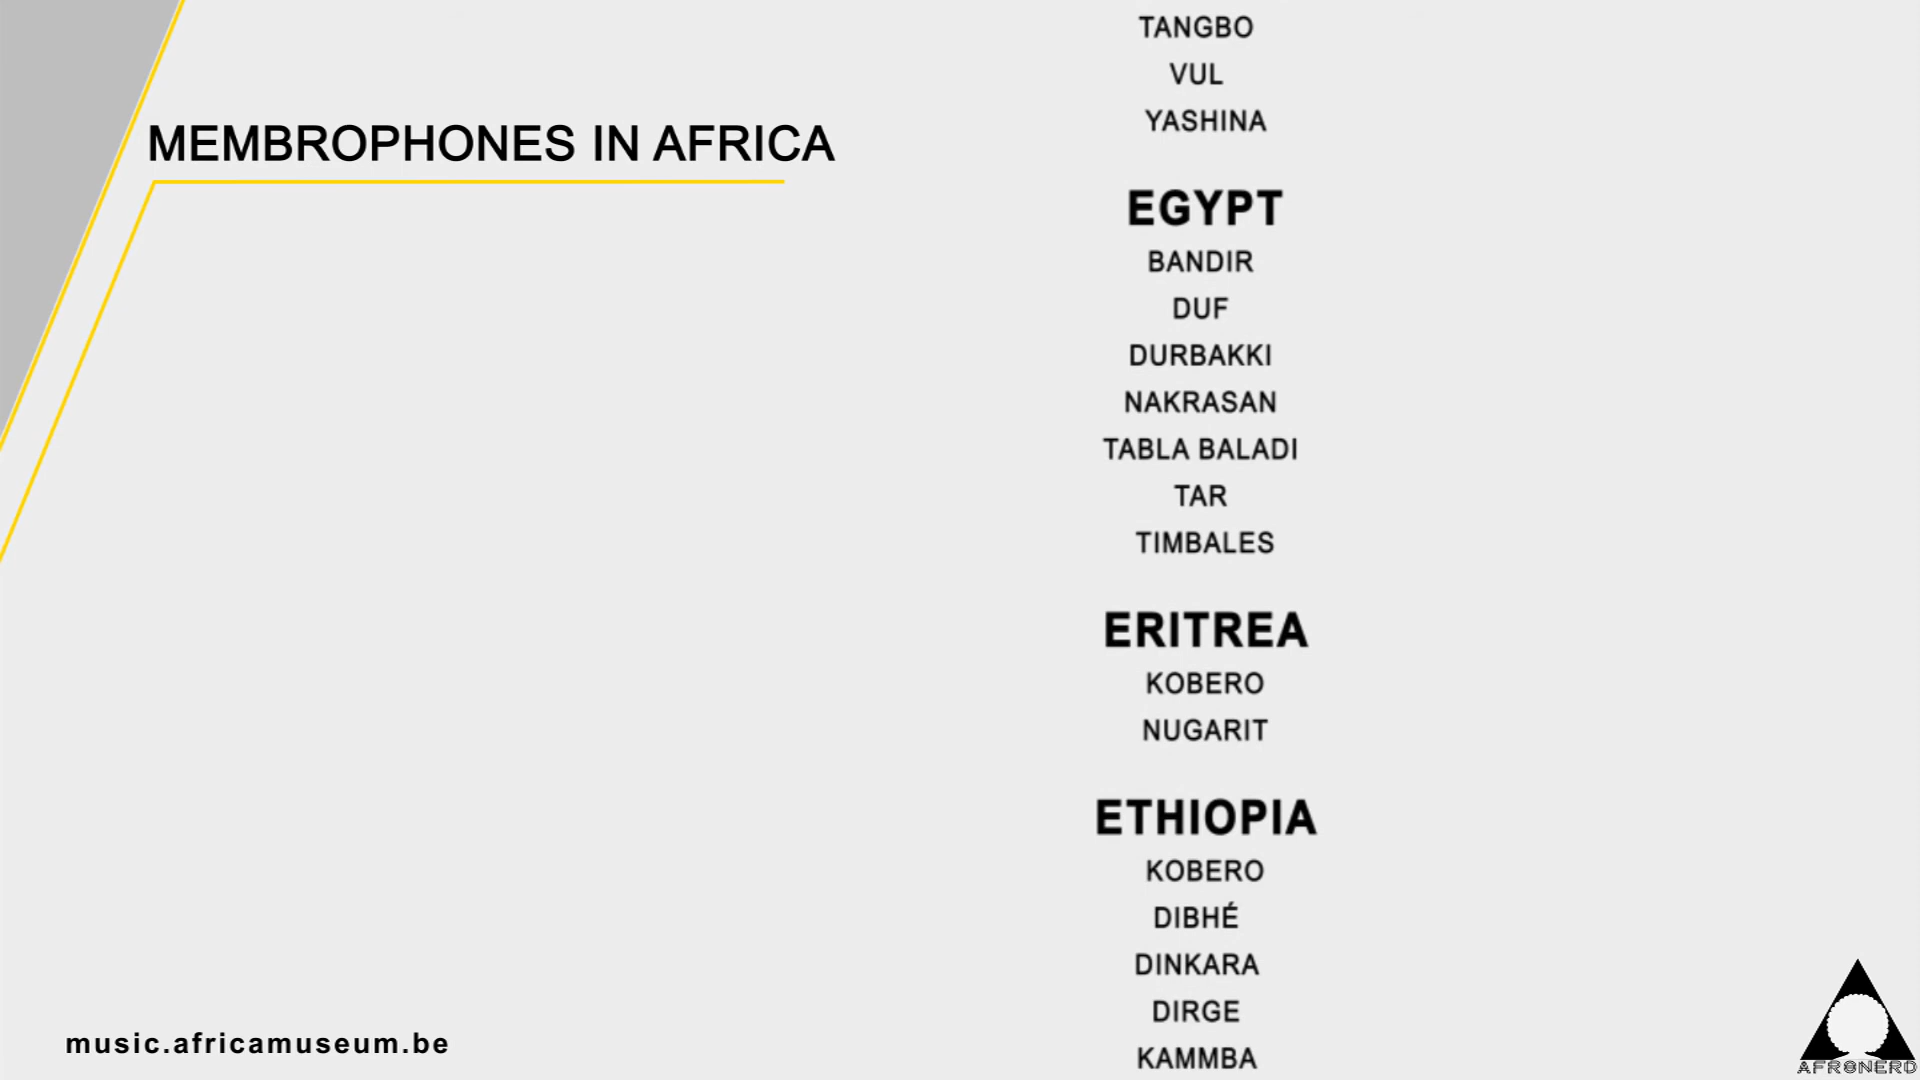 MEMBROPHONES IN AFRICA
TANGBO
VUL
YASHINA
EGYPT
BANDIR
DUF
DURBAKKI
NAKRASAN
TABLA BALADI
TAR
TIMBALES
ERITREA
KOBERO
NUGARIT
ETHIOPIA
KOBERO
DIBHÉ
DINKARA
DIRGE
KAMMBA
music.africamuseum.be
AFRONERD